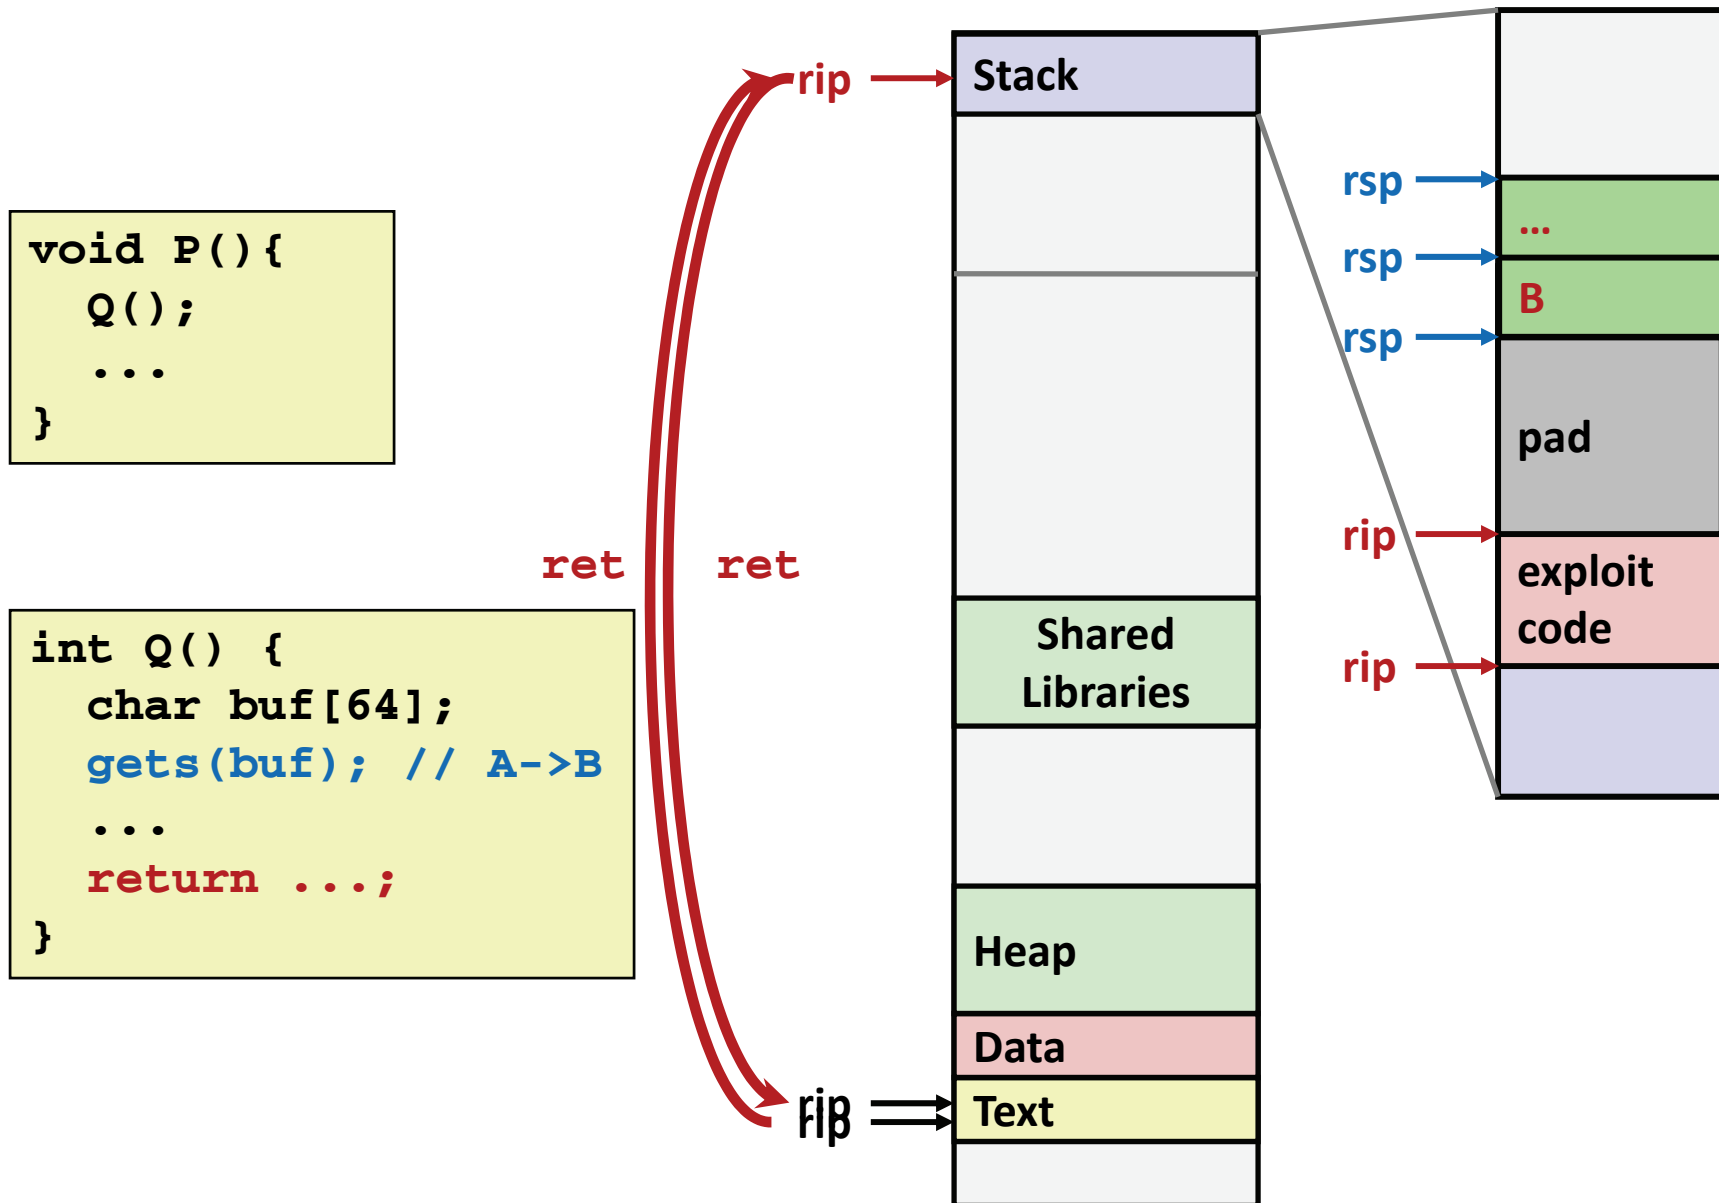 void P(){
  Q();
  ...
}
int Q() {
  char buf[64];
  gets(buf); // A->B
  ...
  return ...;
}
ret
ret
rip
rip
rip
Stack
Shared
Libraries
Heap
Data
Text
rsp
rsp
rsp
rip
rip
...
B
pad
exploit
code